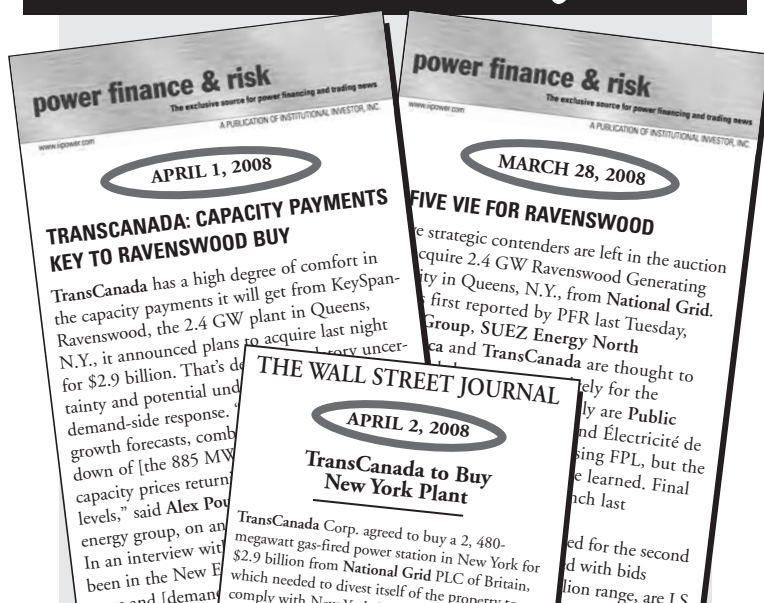 power finance & risk
The exclusive source for power financing and trading news
A PUBLICATION OF INSTITUTIONAL INVESTOR, INC.
www.iipower.com
APRIL 1, 2008
TRANSCANADA: CAPACITY PAYMENTS
KEY TO RAVENSWOOD BUY
TransCanada has a high degree of comfort in
the capacity payments it will get from KeySpan-
Ravenswood, the 2.4 GW plant in Queens,
N.Y., it announced plans to acquire last night
for $2.9 billion. That's de tory uncer-
tainty and potential und
demand-side response. "
growth forecasts, comb
down of [the 885 MW
capacity prices return
levels," said Alex Pou
energy group, on an
In an interview wit
been in the New E
and [demand
power finance & risk
The exclusive source for power financing and trading news
www.iipower.com
A PUBLICATION OF INSTITUTIONAL INVESTOR, INC.
MARCH 28, 2008
FIVE VIE FOR RAVENSWOOD
e strategic contenders are left in the auction
cquire 2.4 GW Ravenswood Generating
ity in Queens, N.Y., from National Grid.
s first reported by PFR last Tuesday,
Group, SUEZ Energy North
ca and TransCanada are thought to
ely for the
ly are Public
nd Électricité de
sing FPL, but the
e learned. Final
nch last
ed for the second
d with bids
lion range, are J.S.
THE WALL STREET JOURNAL
APRIL 2, 2008
TransCanada to Buy
New York Plant
TransCanada Corp. agreed to buy a 2, 480-
megawatt gas-fired power station in New York for
$2.9 billion from National Grid PLC of Britain,
which needed to divest itself of the property to
comply with New York